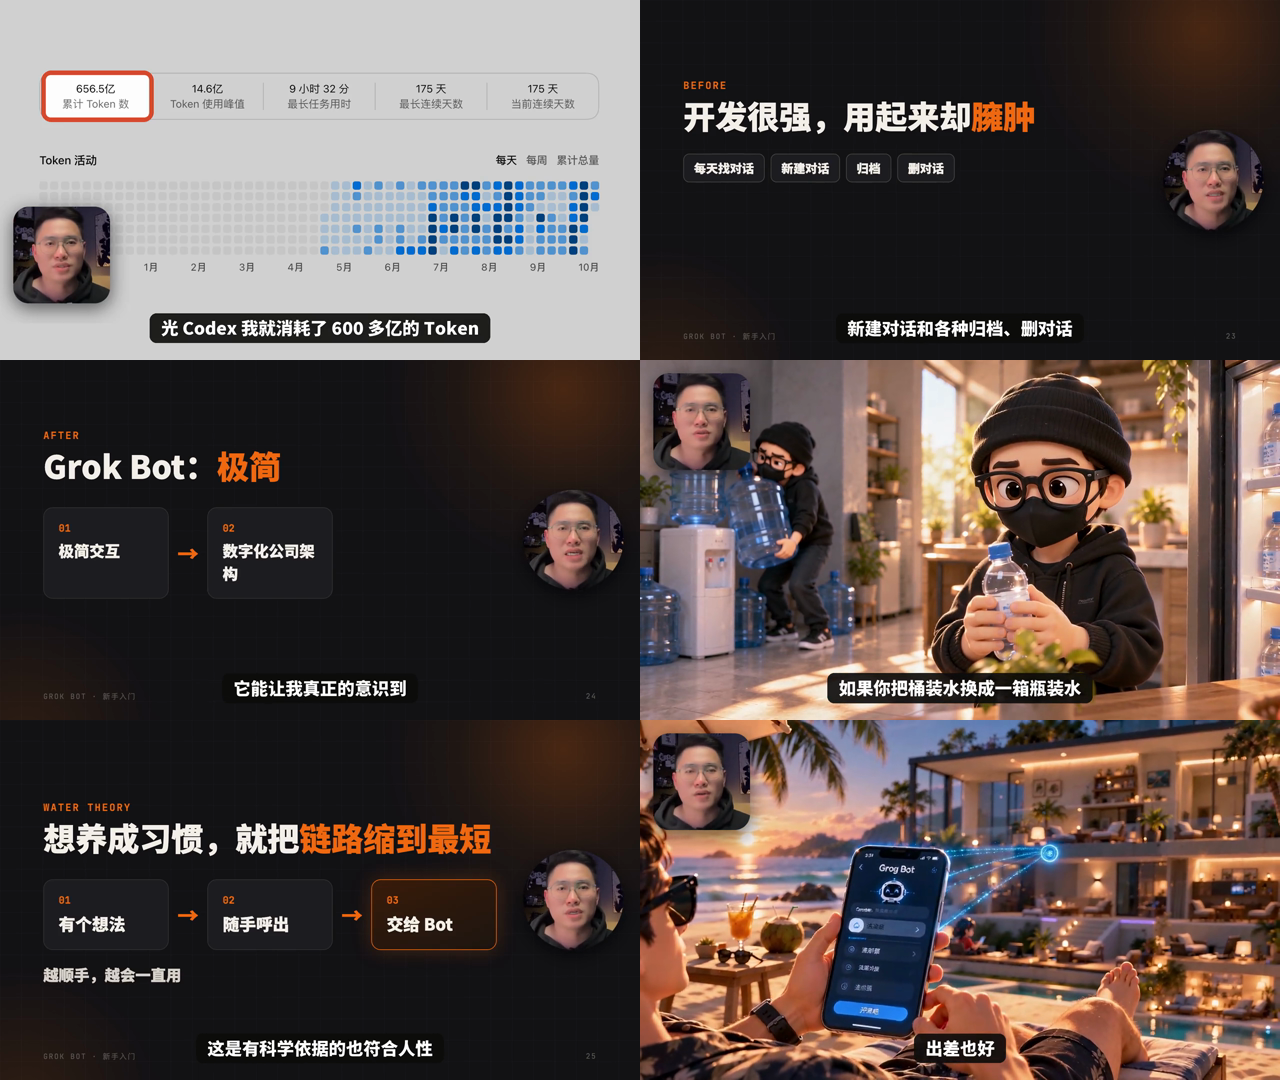 656.5亿
累计 Token 数
14.6亿
Token 使用峰值
9 小时 32 分
最长任务用时
175 天
最长连续天数
175 天
当前连续天数
Token 活动
每天 每周 累计总量
1月 2月 3月 4月 5月 6月 7月 8月 9月 10月
光 Codex 我就消耗了 600 多亿的 Token
BEFORE
开发很强，用起来却臃肿
每天找对话 新建对话 归档 删对话
新建对话和各种归档、删对话
GROK BOT · 新手入门
23
AFTER
Grok Bot：极简
01
极简交互
02
数字化公司架
构
它能让我真正的意识到
GROK BOT · 新手入门
24
如果你把桶装水换成一箱瓶装水
WATER THEORY
想养成习惯，就把链路缩到最短
01
有个想法
02
随手呼出
03
交给 Bot
越顺手，越会一直用
这是有科学依据的也符合人性
GROK BOT · 新手入门
25
Grog Bot
出差也好